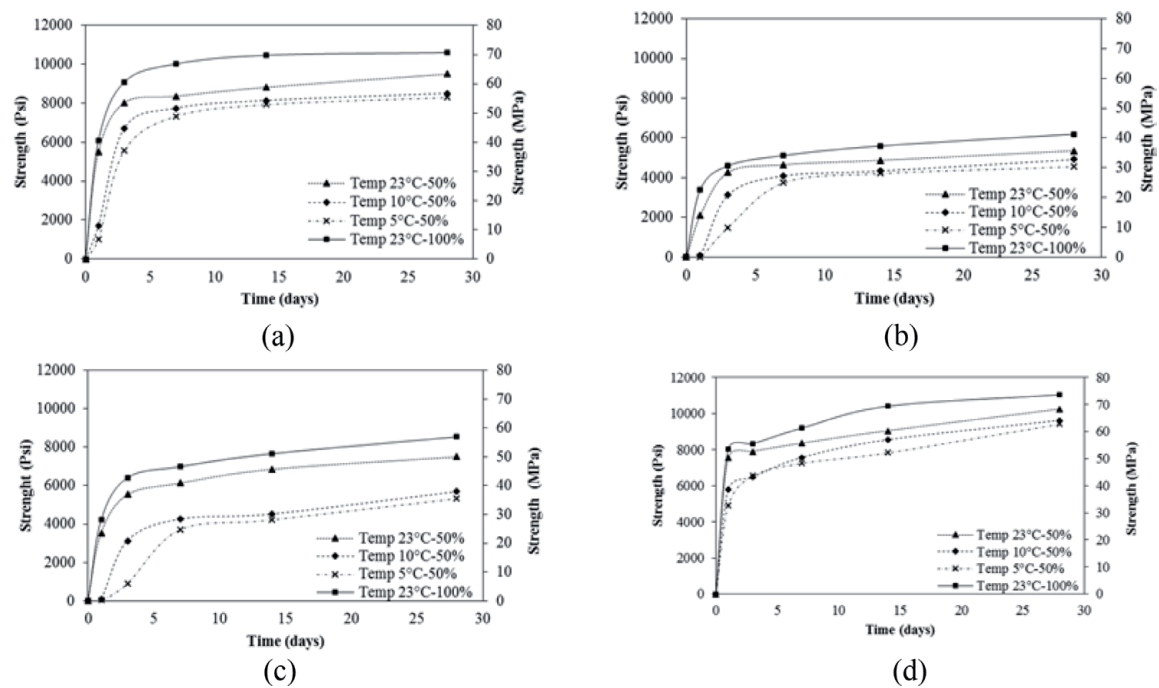 12000
10000
8000
6000
4000
2000
0
Strength (Psi)
80
70
60
50
40
30
20
10
0
Strength (MPa)
Temp 23°C-50%
Temp 10°C-50%
Temp 5°C-50%
Temp 23°C-100%
0 5 10 15 20 25 30
Time (days)
(a)
12000
10000
8000
6000
4000
2000
0
Strength (Psi)
80
70
60
50
40
30
20
10
0
Strength (MPa)
Temp 23°C-50%
Temp 10°C-50%
Temp 5°C-50%
Temp 23°C-100%
0 5 10 15 20 25 30
Time (days)
(b)
12000
10000
8000
6000
4000
2000
0
Strenght (Psi)
80
70
60
50
40
30
20
10
0
Strength (MPa)
Temp 23°C-50%
Temp 10°C-50%
Temp 5°C-50%
Temp 23°C-100%
0 5 10 15 20 25 30
Time (days)
(c)
12000
10000
8000
6000
4000
2000
0
Strength (Psi)
80
70
60
50
40
30
20
10
0
Strength (MPa)
Temp 23°C-50%
Temp 10°C-50%
Temp 5°C-50%
Temp 23°C-100%
0 5 10 15 20 25 30
Time (days)
(d)